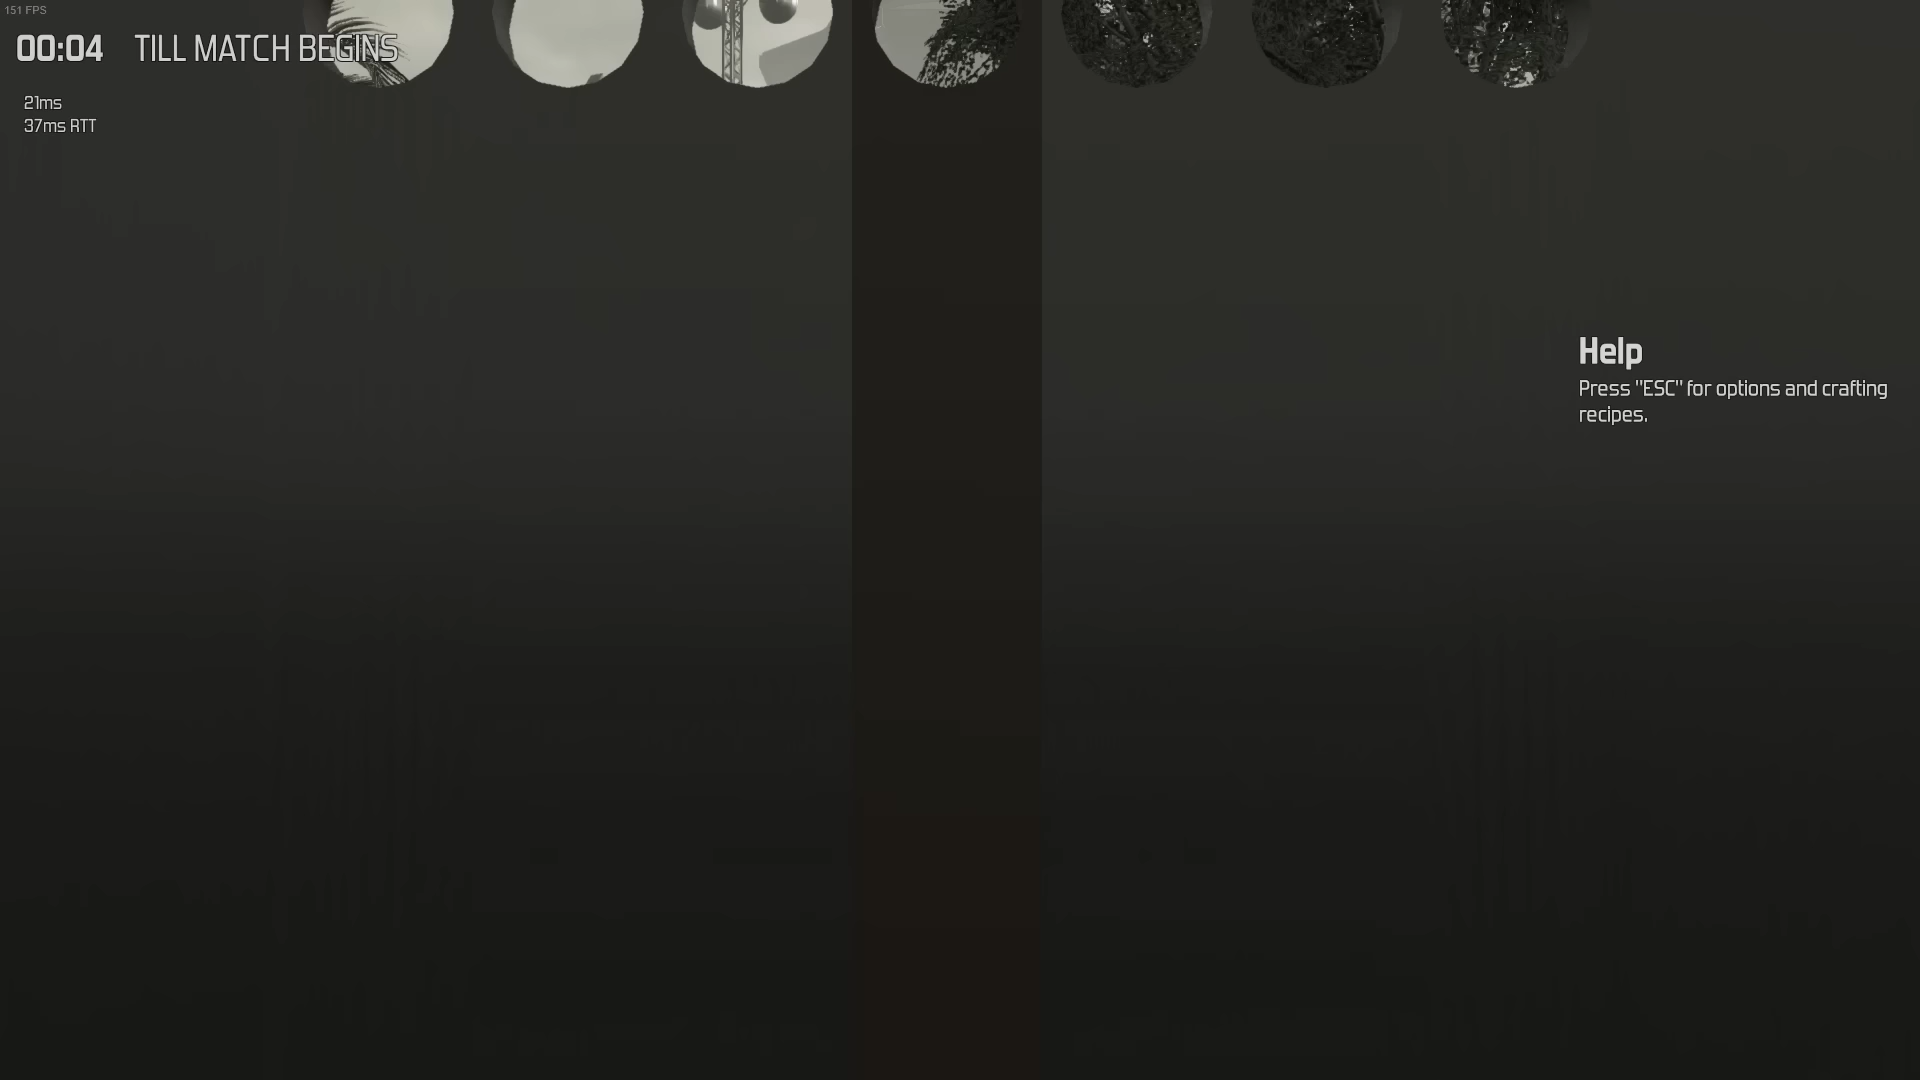 151 FPS
00:04 TILL MATCH BEGINS
21ms
37ms RTT
Help
Press "ESC" for options and crafting
recipes.